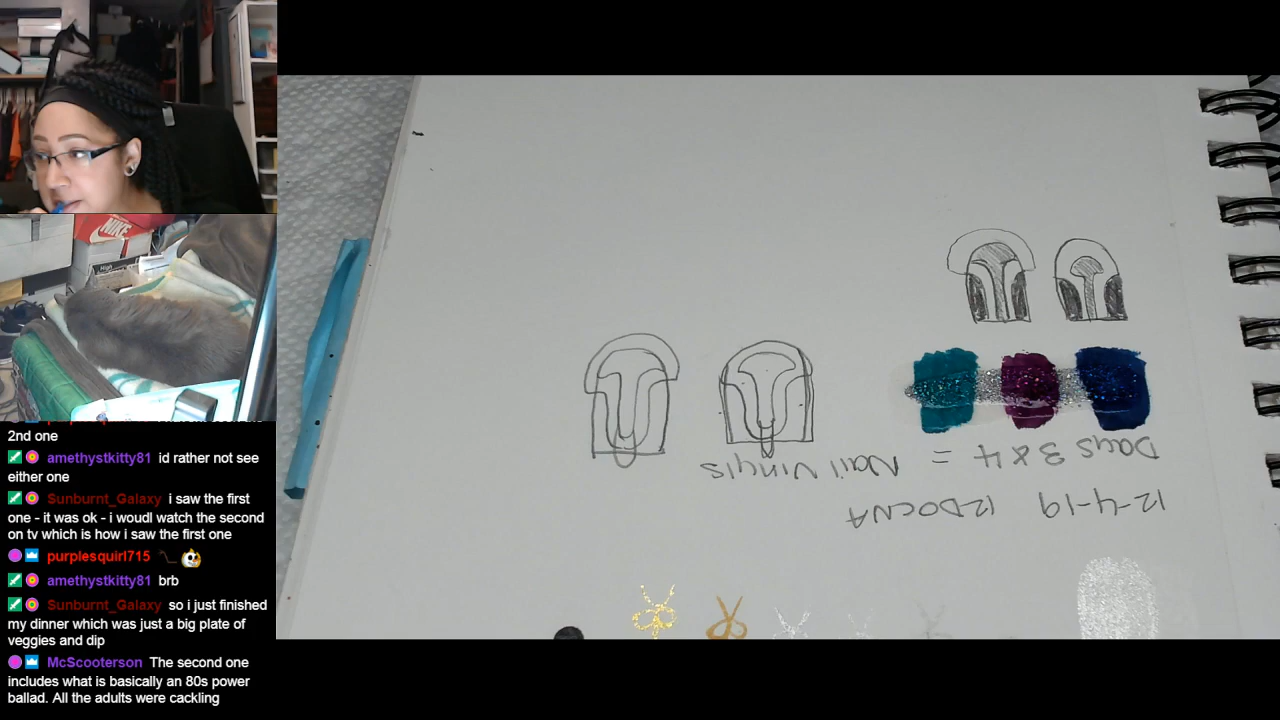 NIKE
2nd one
amethystkitty81 id rather not see
either one
Sunburnt_Galaxy i saw the first
one - it was ok - i woudl watch the second
on tv which is how i saw the first one
purplesquirl715
amethystkitty81 brb
Sunburnt_Galaxy so i just finished
my dinner which was just a big plate of
veggies and dip
McScooterson The second one
includes what is basically an 80s power
ballad. All the adults were cackling
12-4-19 12DOCNA
Days 3 & 4 = Nail Vinyls